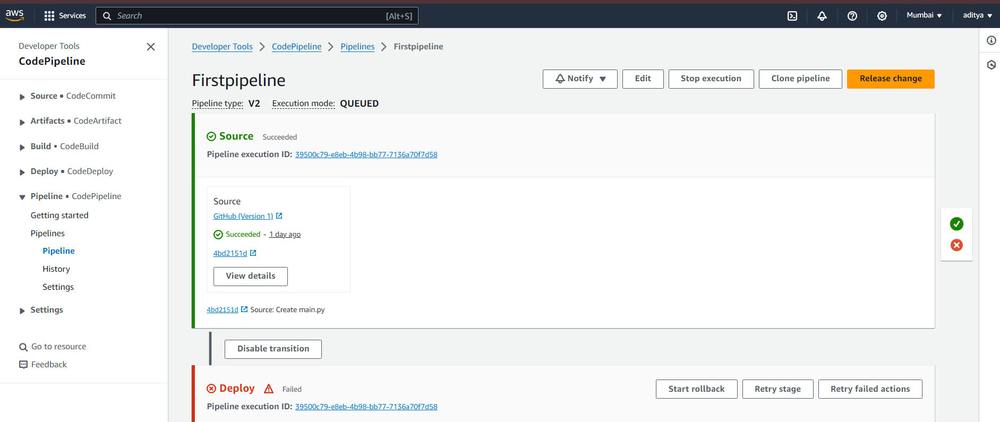 aws
Services
Search
[Alt+S]
Mumbai
aditya
Developer Tools
CodePipeline
Source • CodeCommit
Artifacts • CodeArtifact
Build • CodeBuild
Deploy • CodeDeploy
Pipeline • CodePipeline
Getting started
Pipelines
Pipeline
History
Settings
Settings
Go to resource
Feedback
Developer Tools
CodePipeline
Pipelines
Firstpipeline
Firstpipeline
Notify
Edit
Stop execution
Clone pipeline
Release change
Pipeline type: V2 Execution mode: QUEUED
Source Succeeded
Pipeline execution ID: 39500c79-e8eb-4b98-bb77-7136a70f7d58
Source
GitHub (Version 1)
Succeeded - 1 day ago
4bd2151d
View details
4bd2151d Source: Create main.py
Disable transition
Deploy Failed
Start rollback
Retry stage
Retry failed actions
Pipeline execution ID: 39500c79-e8eb-4b98-bb77-7136a70f7d58